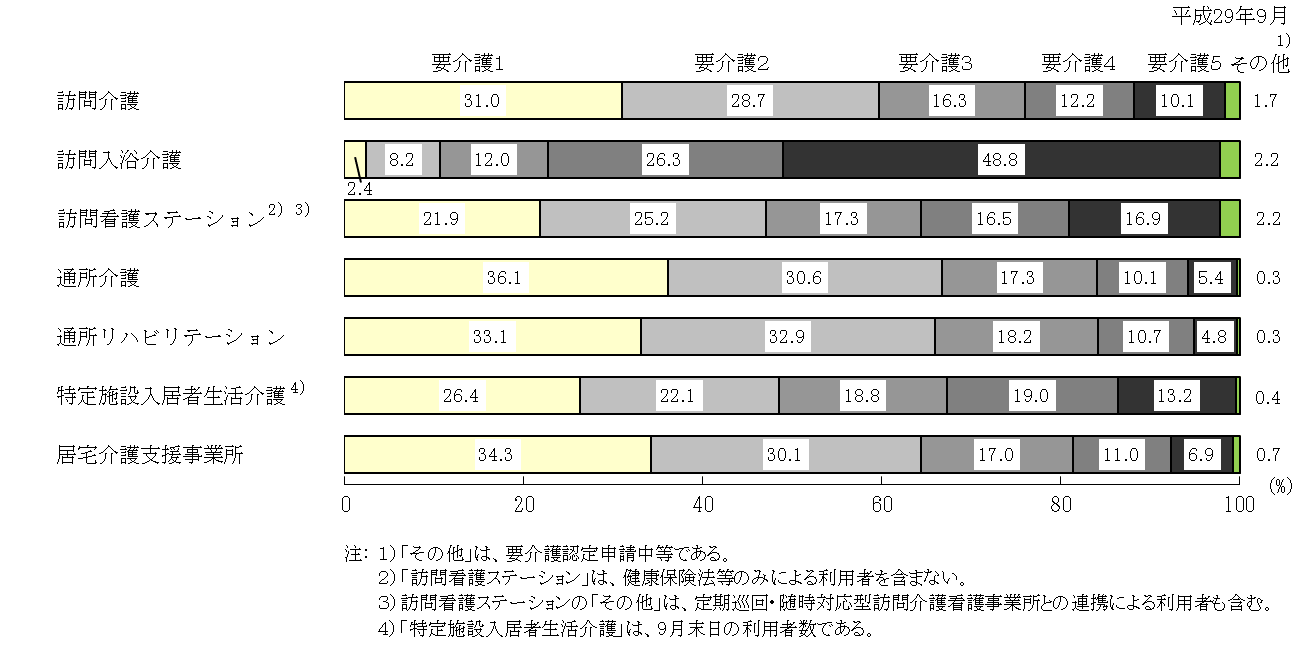 平成29年9月
1)
要介護1 要介護2 要介護3 要介護4 要介護5 その他
訪問介護 31.0 28.7 16.3 12.2 10.1 1.7
訪問入浴介護 8.2 12.0 26.3 48.8 2.2
2.4
訪問看護ステーション2) 3) 21.9 25.2 17.3 16.5 16.9 2.2
通所介護 36.1 30.6 17.3 10.1 5.4 0.3
通所リハビリテーション 33.1 32.9 18.2 10.7 4.8 0.3
特定施設入居者生活介護4) 26.4 22.1 18.8 19.0 13.2 0.4
居宅介護支援事業所 34.3 30.1 17.0 11.0 6.9 0.7
(%)
0 20 40 60 80 100
注: 1)「その他」は、要介護認定申請中等である。
2)「訪問看護ステーション」は、健康保険法等のみによる利用者を含まない。
3)訪問看護ステーションの「その他」は、定期巡回・随時対応型訪問介護看護事業所との連携による利用者も含む。
4)「特定施設入居者生活介護」は、9月末日の利用者数である。